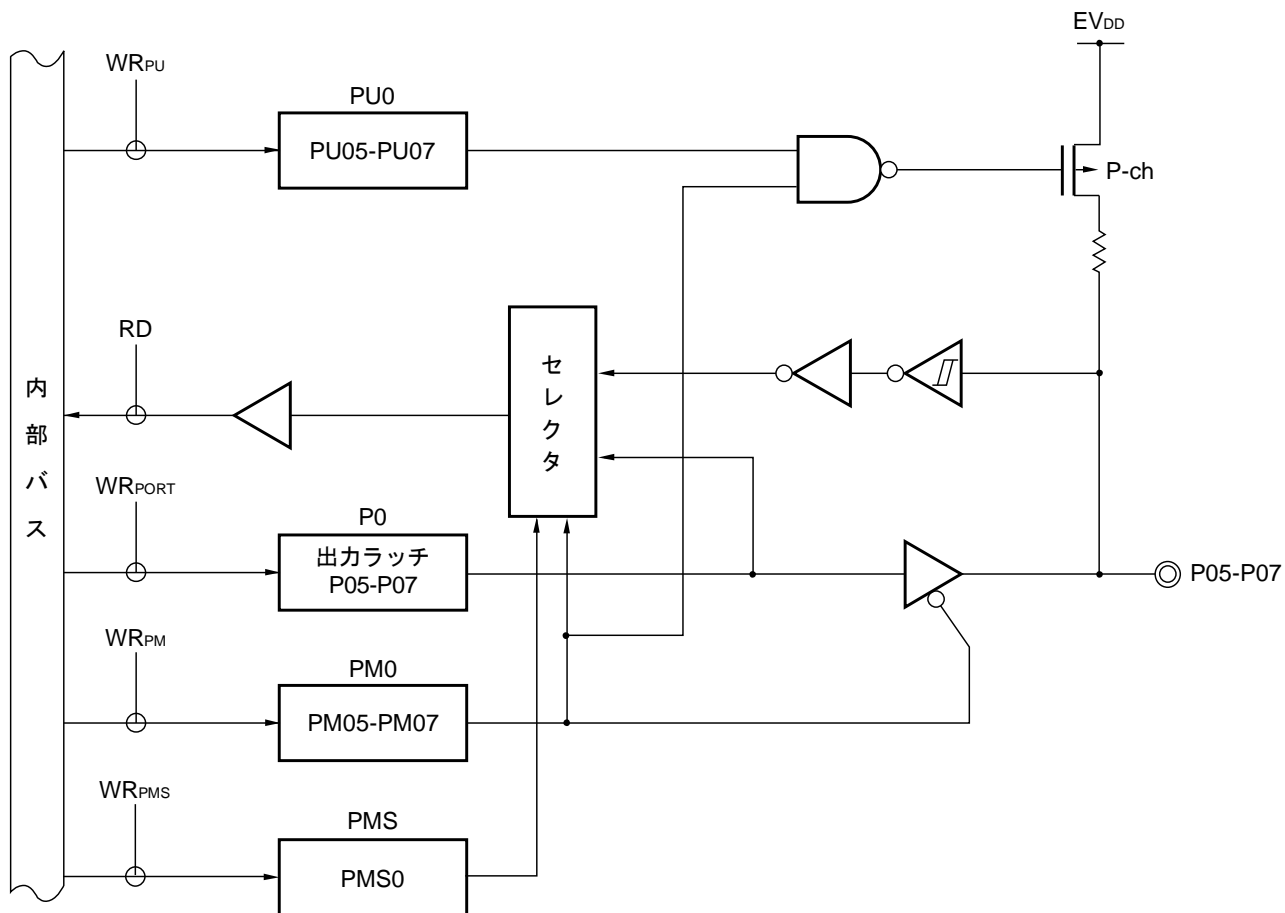 EVDD
WRPU
PU0
PU05-PU07
P-ch
RD
セレクタ
内部バス
WRPORT
P0
出力ラッチ
P05-P07
P05-P07
WRPM
PM0
PM05-PM07
WRPMS
PMS
PMS0